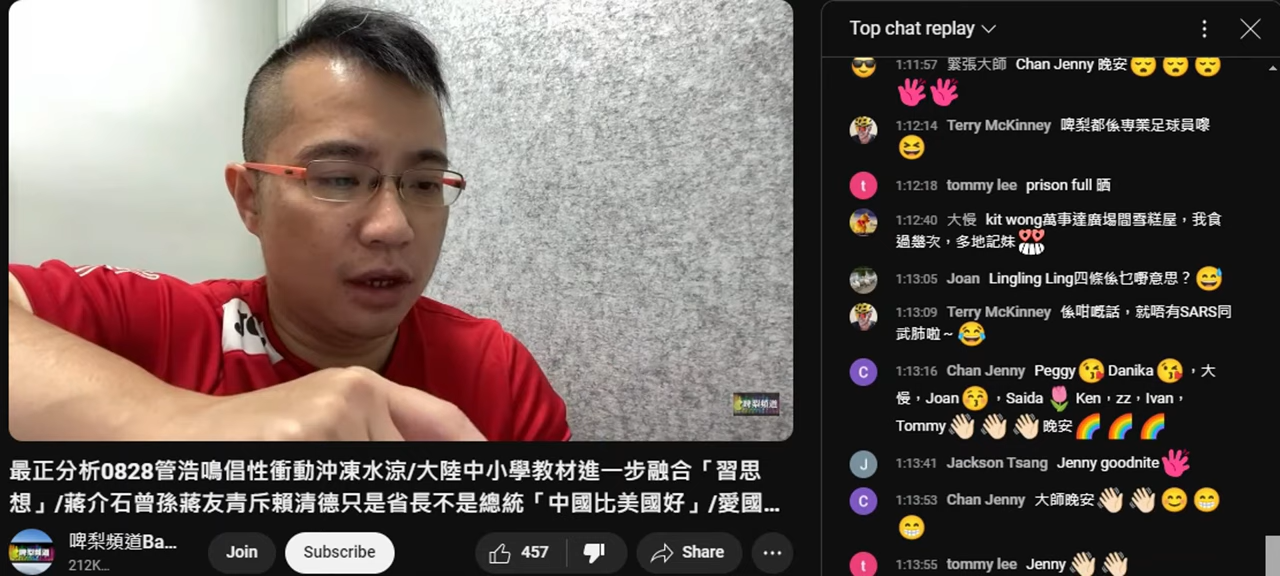 最正分析0828管浩鳴倡性衝動沖凍水涼/大陸中小學教材進一步融合「習思
想」/蔣介石曾孫蔣友青斥賴清德只是省長不是總統「中國比美國好」/愛國...
啤梨頻道Ba...
212K...
Join
Subscribe
457
Share
啤梨頻道
Top chat replay
1:11:57 緊張大師 Chan Jenny 晚安
1:12:14 Terry McKinney 啤梨都係專業足球員嚟
1:12:18 tommy lee prison full 晒
1:12:40 大慢 kit wong萬事達廣場間雪糕屋，我食
過幾次，多地記妹
1:13:05 Joan Lingling Ling四條係乜嘢意思？
1:13:09 Terry McKinney 係咁嘅話，就唔有SARS同
武肺啦～
1:13:16 Chan Jenny Peggy Danika ，大
慢，Joan ，Saida Ken，zz，Ivan，
Tommy 晚安
1:13:41 Jackson Tsang Jenny goodnite
1:13:53 Chan Jenny 大師晚安
1:13:55 tommy lee Jenny